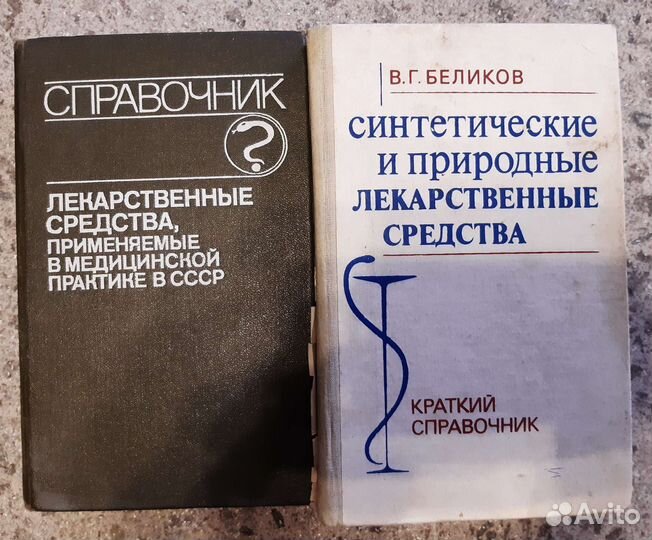 СПРАВОЧНИК
ЛЕКАРСТВЕННЫЕ
СРЕДСТВА,
ПРИМЕНЯЕМЫЕ
В МЕДИЦИНСКОЙ
ПРАКТИКЕ В СССР
В.Г. БЕЛИКОВ
СИНТЕТИЧЕСКИЕ
И ПРИРОДНЫЕ
ЛЕКАРСТВЕННЫЕ
СРЕДСТВА
КРАТКИЙ
СПРАВОЧНИК
Avito